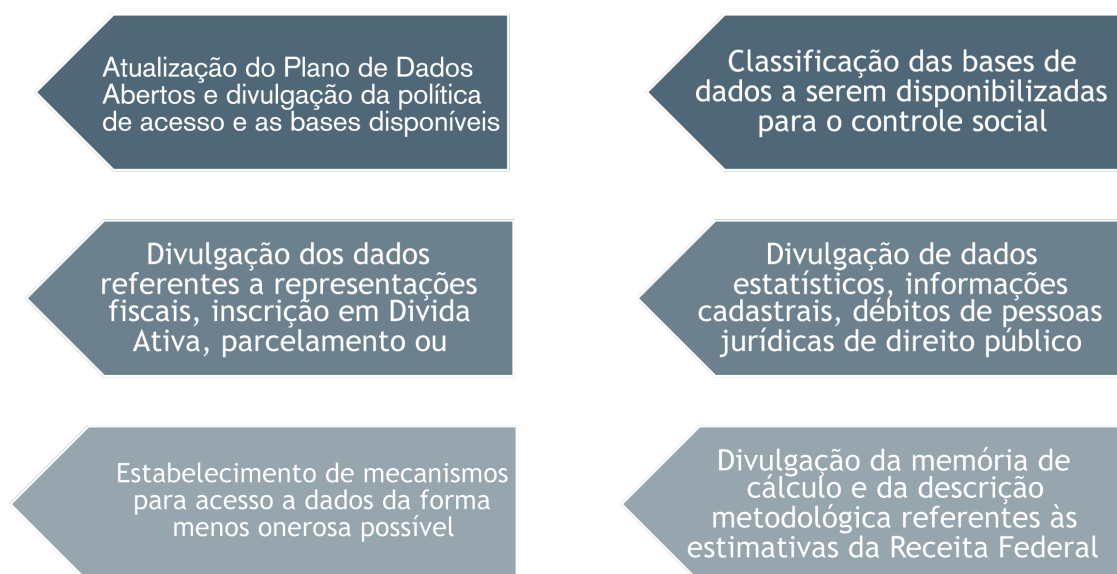 Atualização do Plano de Dados
Abertos e divulgação da política
de acesso e as bases disponíveis
Classificação das bases de
dados a serem disponibilizadas
para o controle social
Divulgação dos dados
referentes a representações
fiscais, inscrição em Divida
Ativa, parcelamento ou
Divulgação de dados
estatísticos, informações
cadastrais, débitos de pessoas
jurídicas de direito público
Estabelecimento de mecanismos
para acesso a dados da forma
menos onerosa possível
Divulgação da memória de
cálculo e da descrição
metodológica referentes às
estimativas da Receita Federal